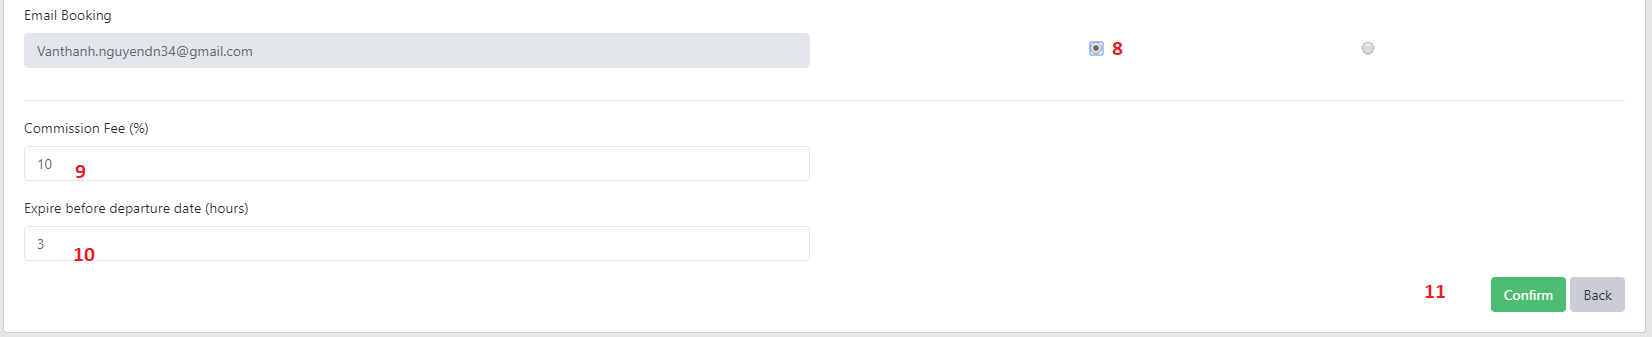 Email Booking
Vanthanh.nguyendn34@gmail.com
8
Commission Fee (%)
10
9
Expire before departure date (hours)
3
10
11
Confirm
Back